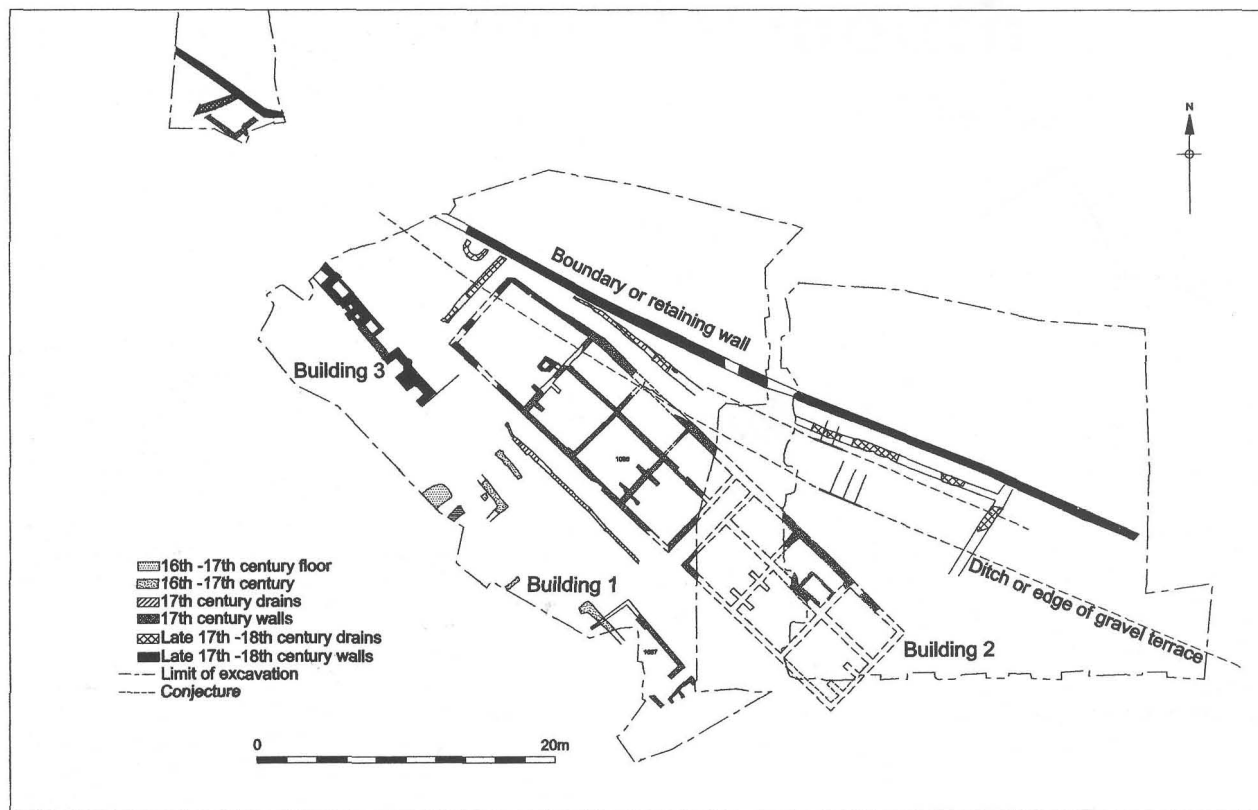 N
Boundary or retaining wall
Building 3
1098
Building 1
1087
Building 2
Ditch or edge of gravel terrace
16th -17th century floor
16th -17th century
17th century drains
17th century walls
Late 17th -18th century drains
Late 17th -18th century walls
Limit of excavation
Conjecture
0 20m